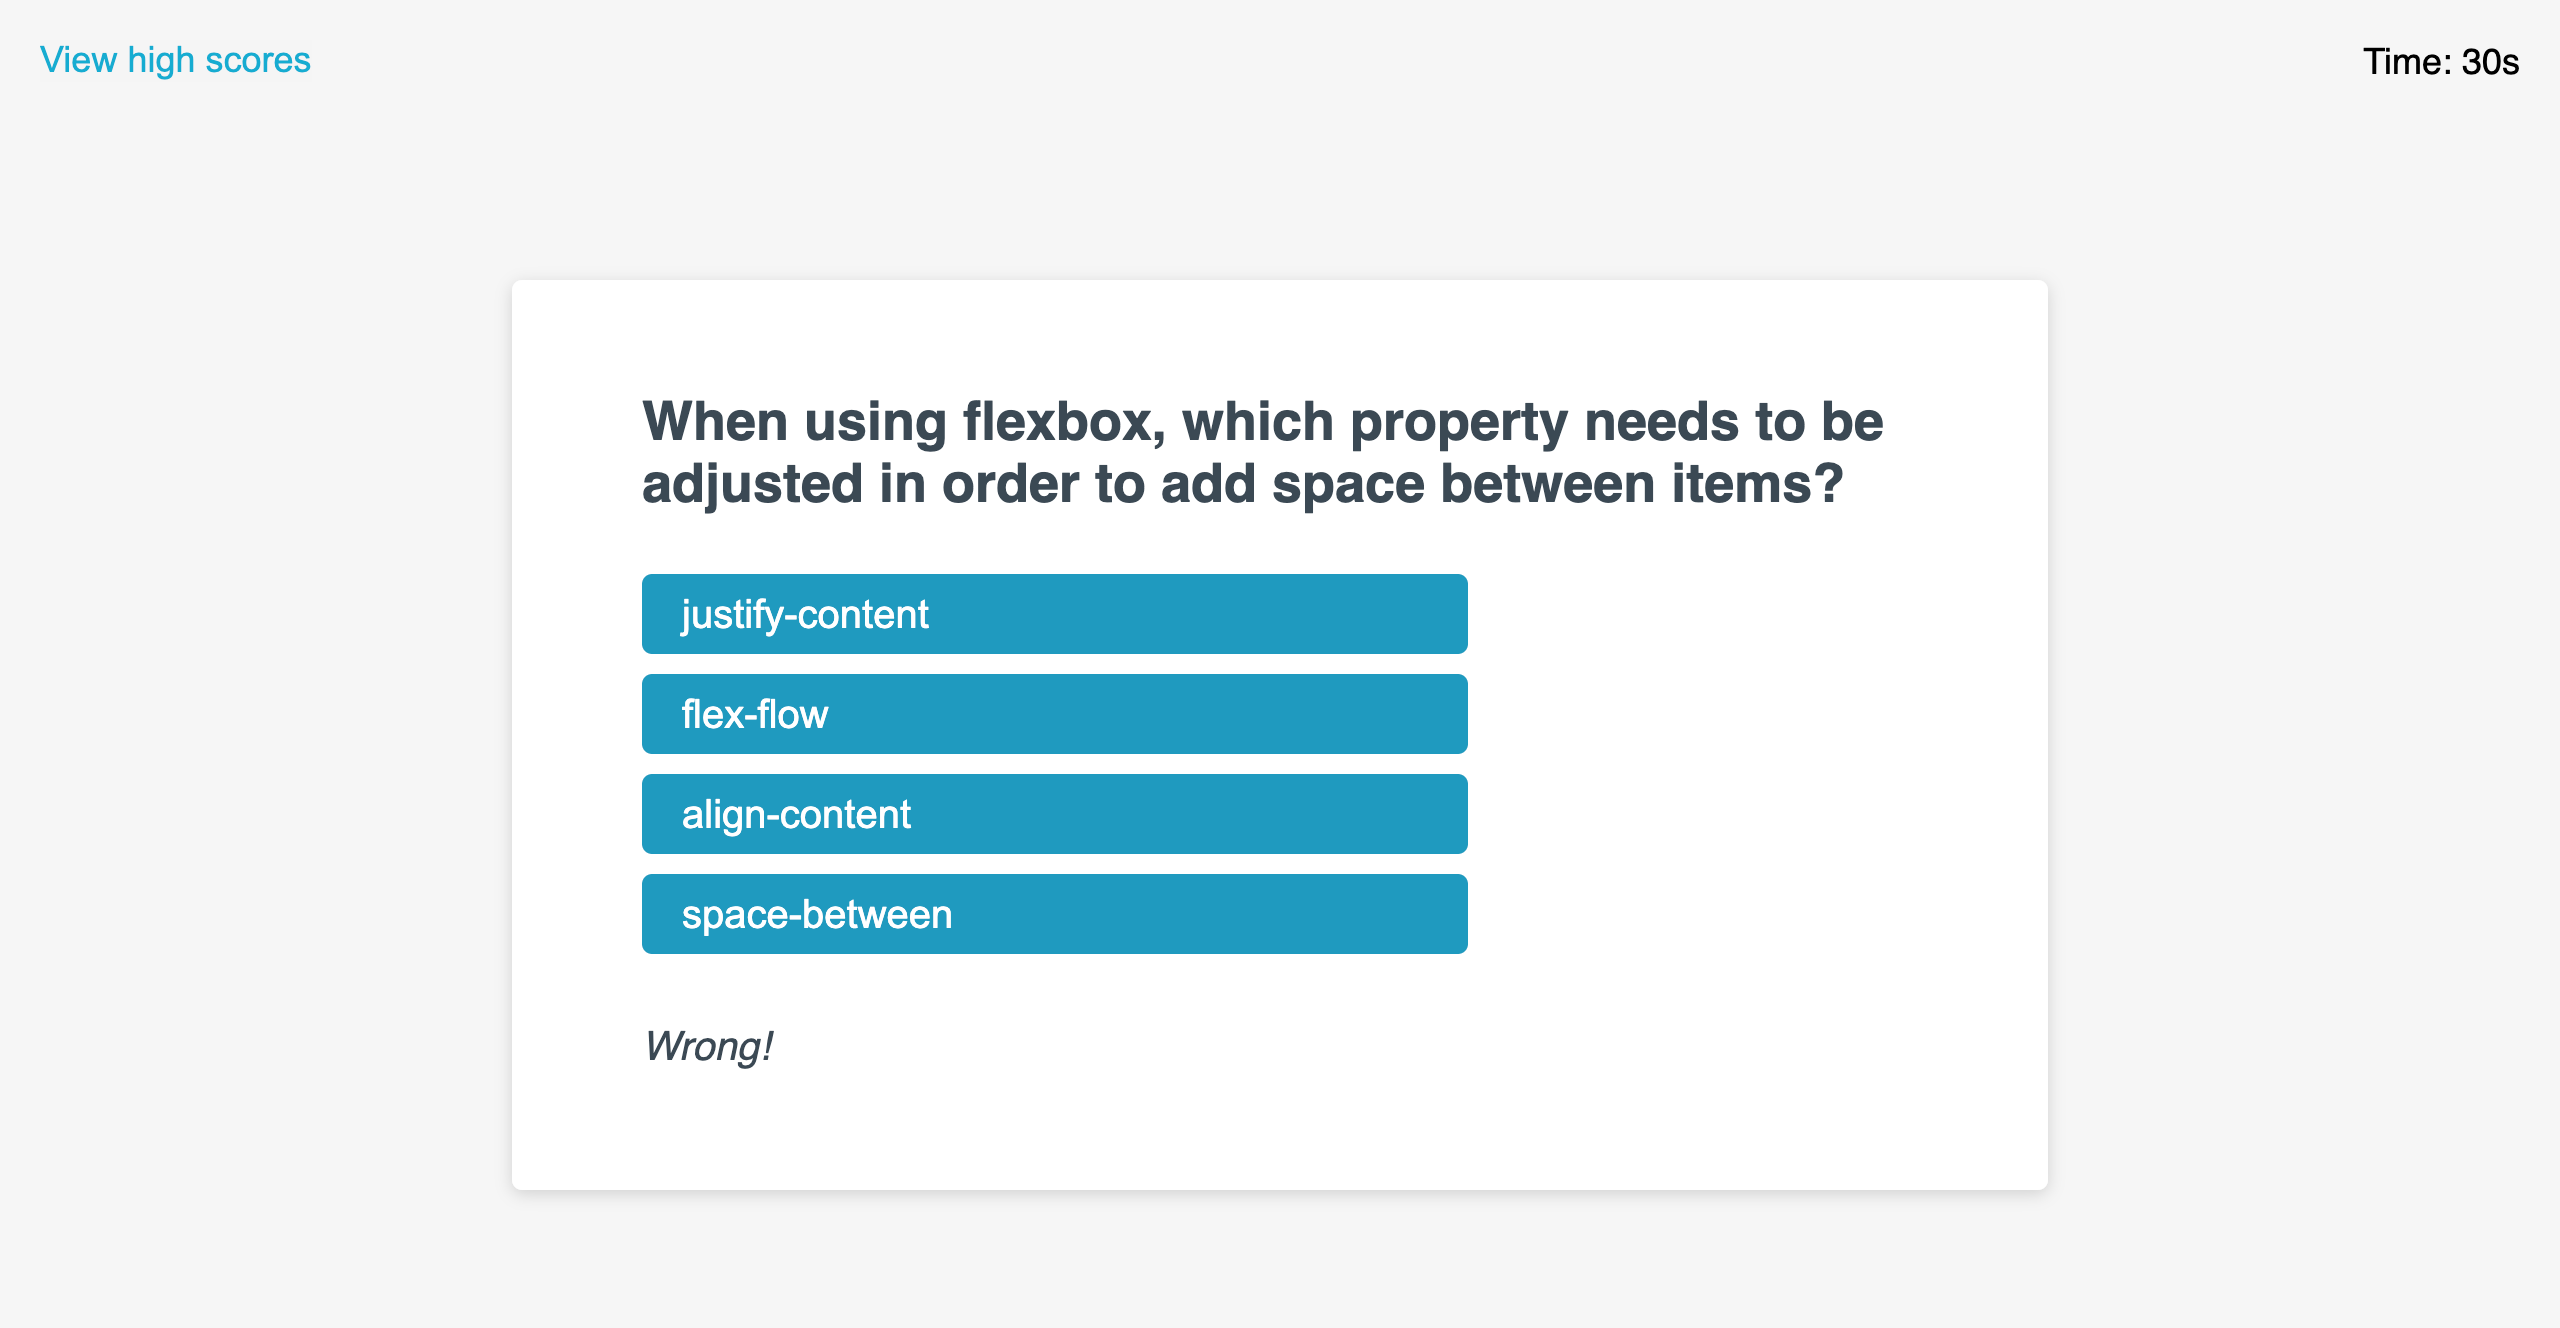 View high scores
Time: 30s
When using flexbox, which property needs to be
adjusted in order to add space between items?
justify-content
flex-flow
align-content
space-between
Wrong!